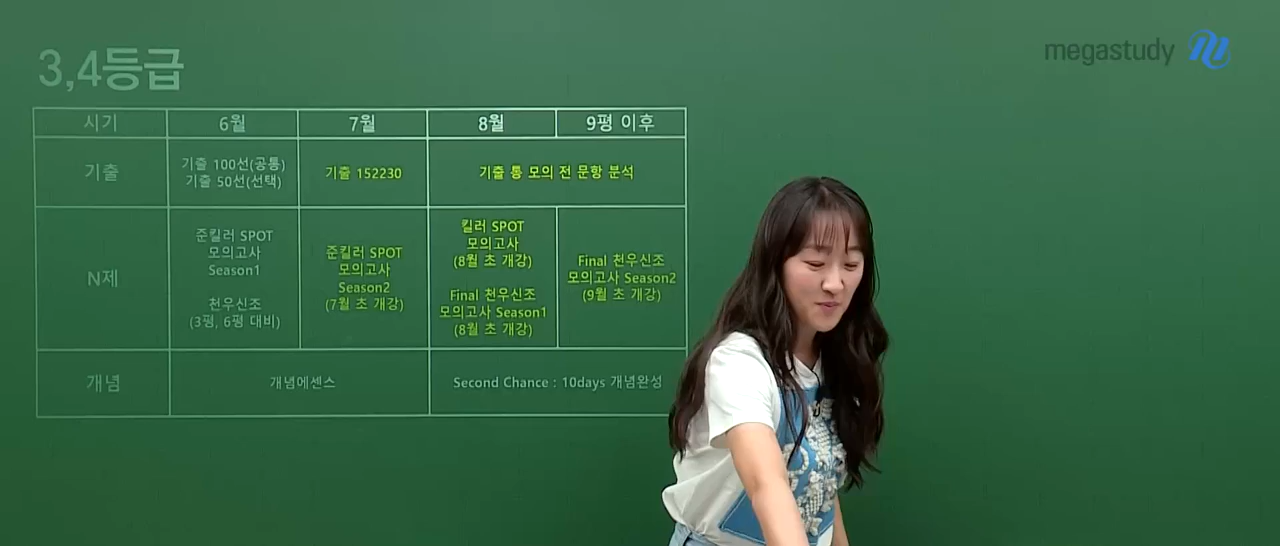 3,4등급
megastudy
시기 6월 7월 8월 9평 이후
기출
기출 100선(공통)
기출 50선(선택)
기출 152230
기출 통 모의 전 문항 분석
N제
준킬러 SPOT
모의고사
Season1
천우신조
(3평, 6평 대비)
준킬러 SPOT
모의고사
Season2
(7월 초 개강)
킬러 SPOT
모의고사
(8월 초 개강)
Final 천우신조
모의고사 Season1
(8월 초 개강)
Final 천우신조
모의고사 Season2
(9월 초 개강)
개념
개념에센스
Second Chance : 10days 개념완성